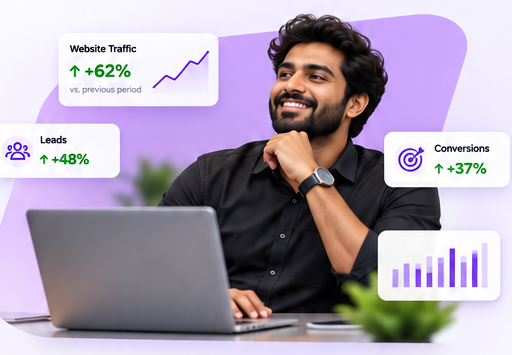 Website Traffic
↑ +62%
vs. previous period
Leads
↑ +48%
Conversions
↑ +37%